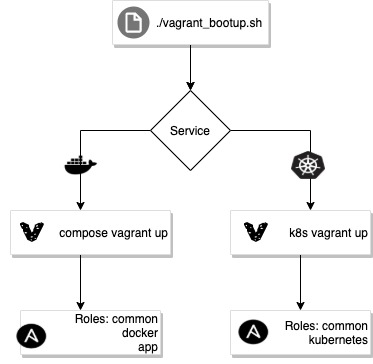 ./vagrant_bootup.sh
Service
compose vagrant up
k8s vagrant up
Roles: common
docker
app
Roles: common
kubernetes